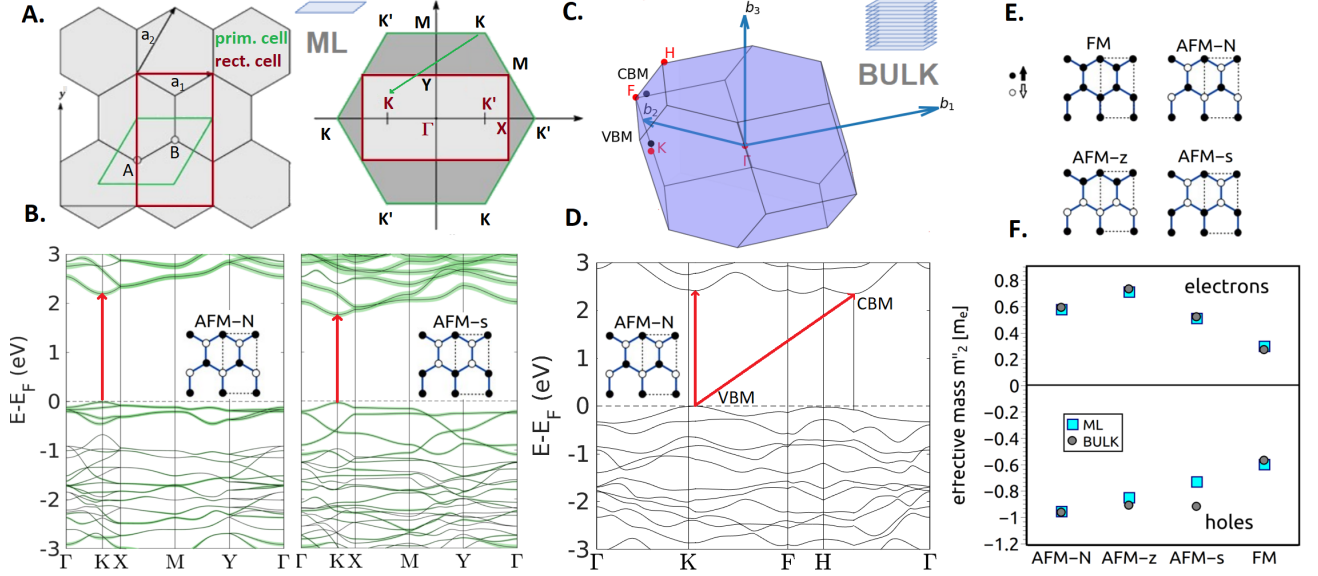 A.
a₂
prim. cell
rect. cell
a₁
y
A
B
ML
K'
M
K
M
Y
K
K'
K
Γ
X
K'
K'
K
C.
b₃
H
CBM
F
b₂
VBM
K
Γ
b₁
BULK
E.
FM
AFM−N
AFM−z
AFM−s
B.
E-E_F (eV)
3
2
1
0
-1
-2
-3
AFM−N
Γ
K
X
M
Y
Γ
AFM−s
Γ
K
X
M
Y
Γ
D.
E-E_F (eV)
3
2
1
0
-1
-2
-3
AFM−N
VBM
CBM
Γ
K
F
H
Γ
F.
effective mass m"₂ [mₑ]
0.8
0.6
0.4
0.2
0
−0.2
−0.4
−0.6
−0.8
−1
−1.2
electrons
ML
BULK
holes
AFM−N
AFM−z
AFM−s
FM